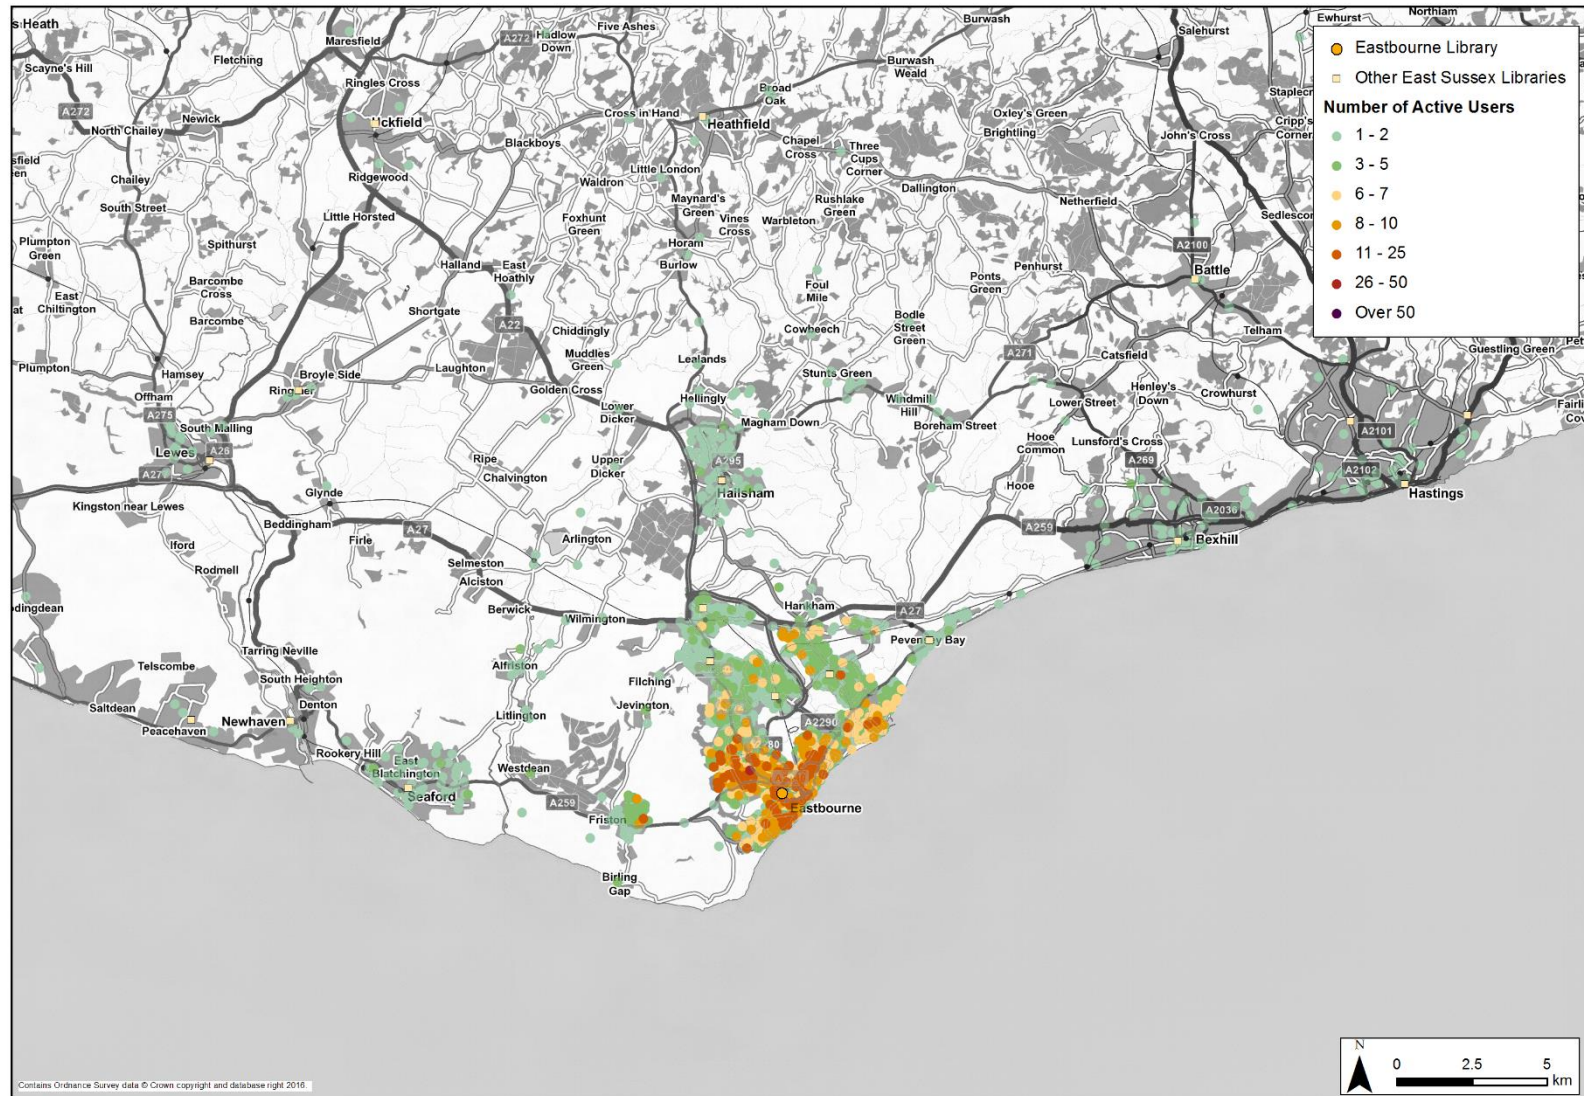 s Heath
Scayne's Hill
A272
North Chailey
Newick
Fletching
Maresfield
Ringles Cross
A272
Hadlow
Down
Five Ashes
Burwash
Burwash
Weald
Salehurst
Ewhurst
Northiam
Staplecr
Cripp's
Corner
Broad
Oak
Cross in Hand
Heathfield
Oxley's Green
Brightling
John's Cross
Chapel
Cross
Three
Cups
Corner
Blackboys
Ridgewood
Chailey
South Street
Little Horsted
Waldron
Little London
Maynard's
Green
Vines
Cross
Warbleton
Rushlake
Green
Dallington
Netherfield
Sedlescom
Foxhunt
Green
Horam
Burlow
Plumpton
Green
Spithurst
Barcombe
Cross
Barcombe
East
Chiltington
Halland
East
Hoathly
A22
Shortgate
Chiddingly
Muddles
Green
Foul
Mile
Cowbeech
Bodle
Street
Green
Ponts
Green
Penhurst
A2100
Battle
Telham
A271
Catsfield
Guestling Green
Plumpton
Hamsey
Offham
Broyle Side
Laughton
Golden Cross
Lealands
Stunts Green
Hellingly
Windmill
Hill
Boreham Street
Lower Street
Henley's
Down
Crowhurst
A275
South Malling
Lewes
A26
Lower
Dicker
Magham Down
Hooe
Common
Lunsford's Cross
A269
A2101
A2102
Hastings
Ripe
Chalvington
Upper
Dicker
A295
Hailsham
Hooe
A259
A2036
Bexhill
Kingston near Lewes
Glynde
Beddingham
Iford
Firle
A27
Rodmell
Arlington
Selmeston
Alciston
Berwick
Wilmington
Hankham
A27
Pevensey Bay
Tarring Neville
Telscombe
South Heighton
Denton
Alfriston
Filching
Jevington
Litlington
Saltdean
Peacehaven
Newhaven
Rookery Hill
East
Blatchington
Seaford
Westdean
A259
Friston
A2290
Eastbourne
Birling
Gap
Eastbourne Library
Other East Sussex Libraries
Number of Active Users
1 - 2
3 - 5
6 - 7
8 - 10
11 - 25
26 - 50
Over 50
N
0 2.5 5
km
Contains Ordnance Survey data © Crown copyright and database right 2016.